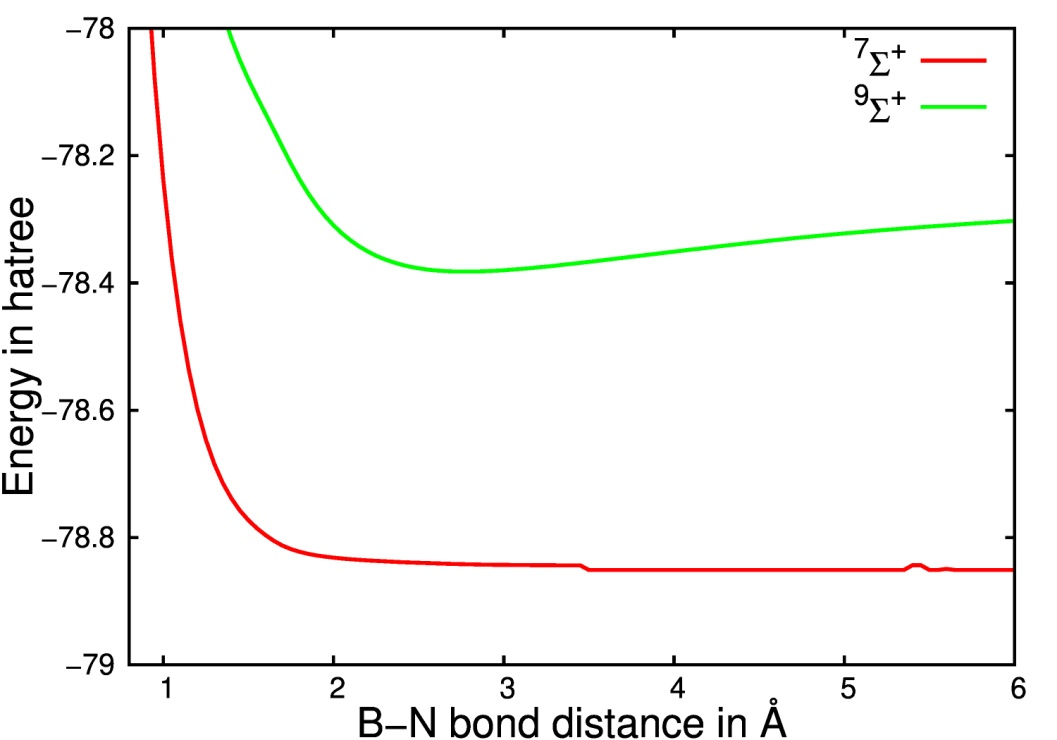 −78
−78.2
−78.4
−78.6
−78.8
−79
Energy in hatree
⁷Σ⁺
⁹Σ⁺
1 2 3 4 5 6
B−N bond distance in Å